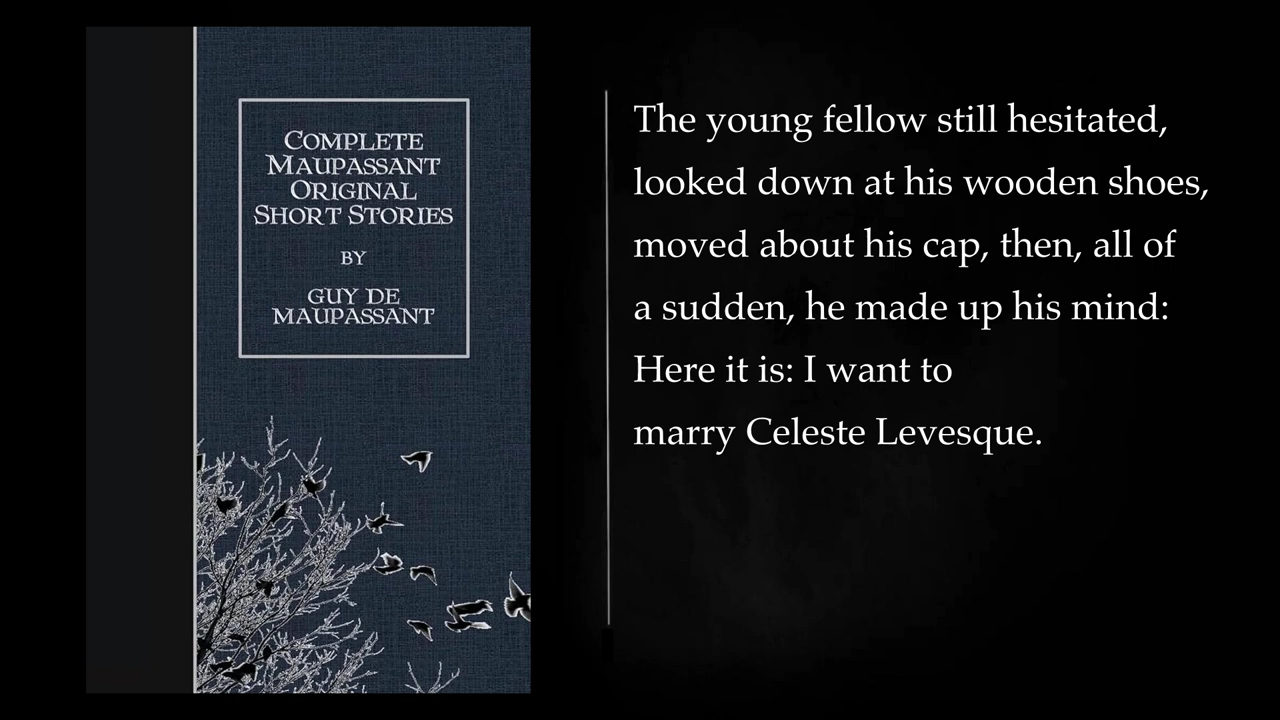 COMPLETE
MAUPASSANT
ORIGINAL
SHORT STORIES
BY
GUY DE
MAUPASSANT
The young fellow still hesitated,
looked down at his wooden shoes,
moved about his cap, then, all of
a sudden, he made up his mind:
Here it is: I want to
marry Celeste Levesque.